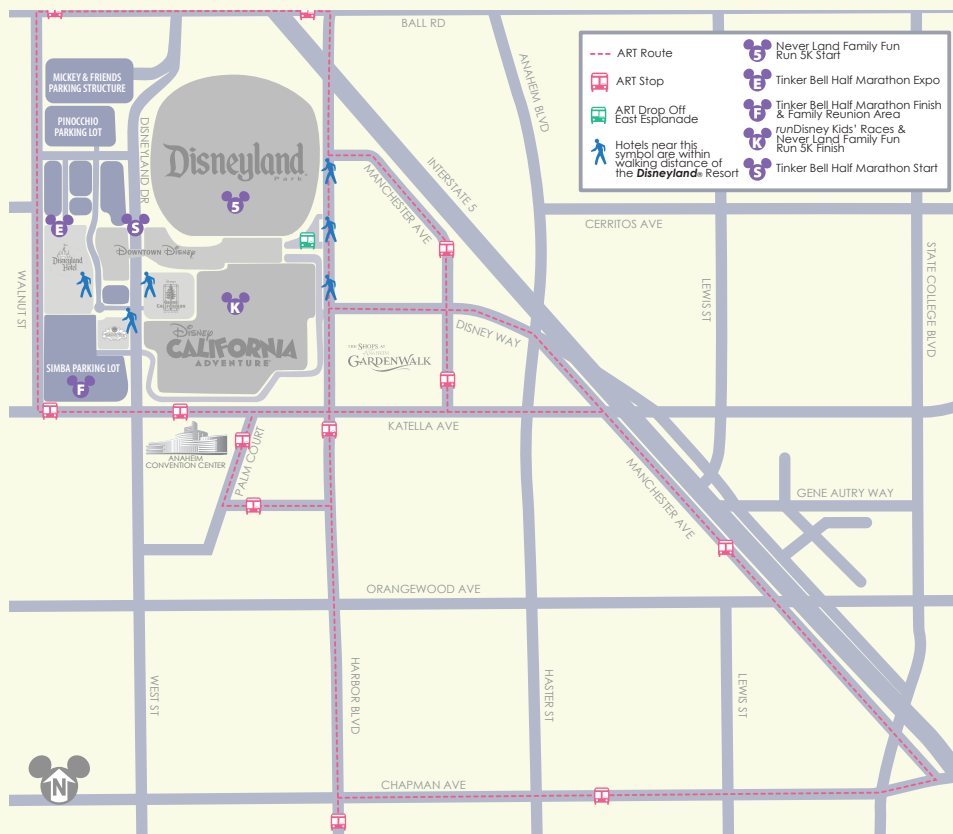 BALL RD
ART Route
ART Stop
ART Drop Off
East Esplanade
Hotels near this
symbol are within
walking distance of
the Disneyland® Resort
5
Never Land Family Fun
Run 5K Start
E
Tinker Bell Half Marathon Expo
F
Tinker Bell Half Marathon Finish
& Family Reunion Area
K
runDisney Kids' Races &
Never Land Family Fun
Run 5K Finish
S
Tinker Bell Half Marathon Start
MICKEY & FRIENDS
PARKING STRUCTURE
PINOCCHIO
PARKING LOT
DISNEYLAND DR
Disneyland
Park
5
ANAHEIM BLVD
INTERSTATE 5
MANCHESTER AVE
CERRITOS AVE
E
S
Disneyland
Hotel
DOWNTOWN DISNEY
WALNUT ST
K
LEWIS ST
STATE COLLEGE BLVD
DISNEY WAY
Disney
CALIFORNIA
ADVENTURE
THE SHOPS AT
ANAHEIM
GARDENWALK
SIMBA PARKING LOT
F
KATELLA AVE
ANAHEIM
CONVENTION CENTER
PALM COURT
MANCHESTER AVE
GENE AUTRY WAY
ORANGEWOOD AVE
WEST ST
HARBOR BLVD
HASTER ST
LEWIS ST
N
CHAPMAN AVE